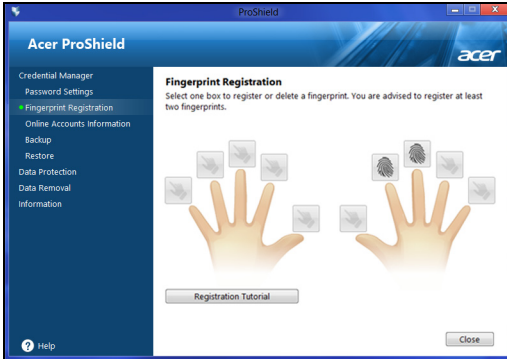 ProShield
Acer ProShield
acer
Credential Manager
Password Settings
Fingerprint Registration
Online Accounts Information
Backup
Restore
Data Protection
Data Removal
Information
Fingerprint Registration
Select one box to register or delete a fingerprint. You are advised to register at least
two fingerprints.
Registration Tutorial
? Help
Close